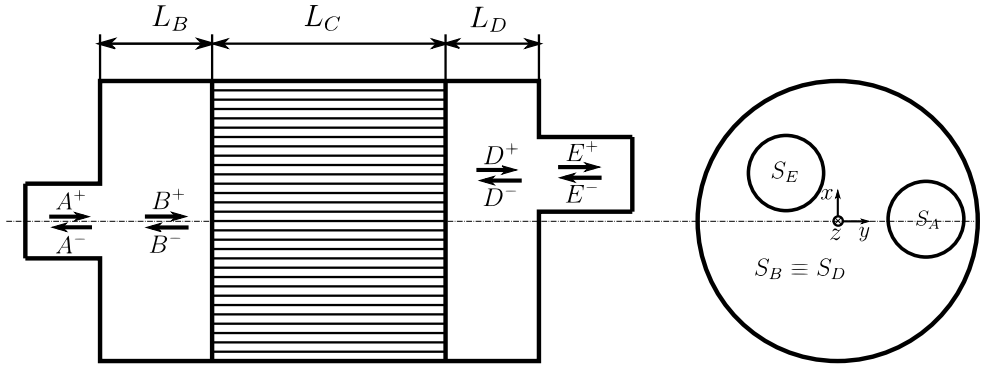 L_B L_C L_D
A^+ B^+ D^+ E^+
A^- B^- D^- E^-
S_E
S_A
x
z y
S_B ≡ S_D